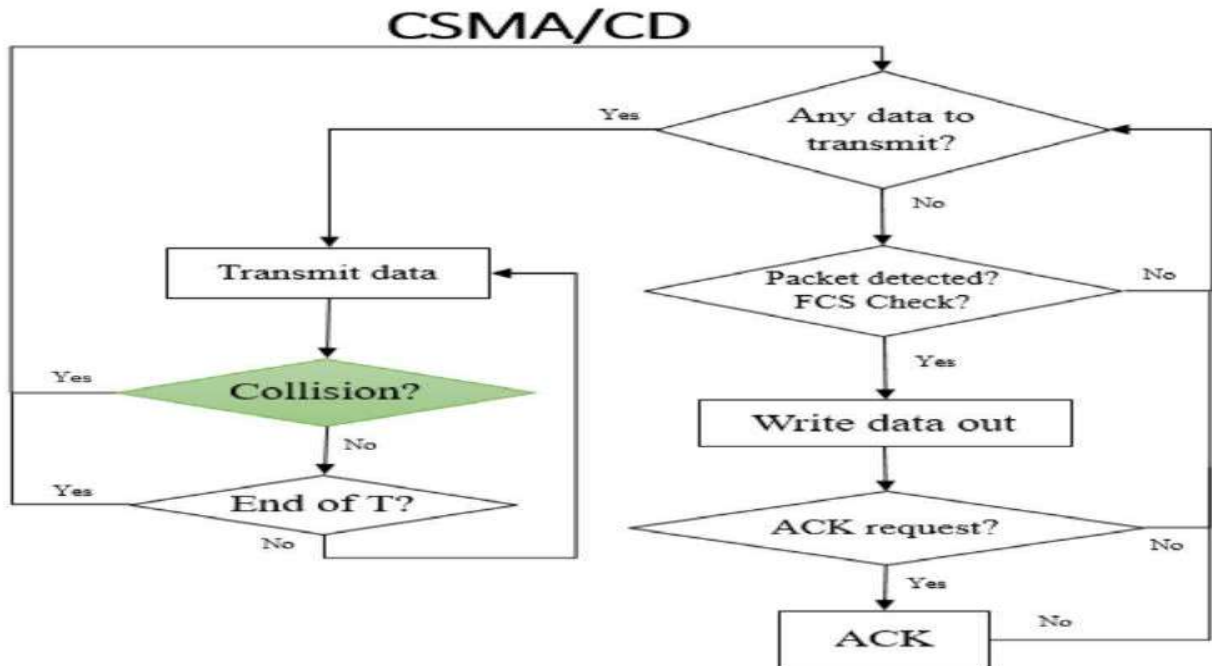 CSMA/CD
Any data to
transmit?
Yes
No
Transmit data
Packet detected?
FCS Check?
No
Yes
Collision?
Yes
No
Write data out
End of T?
Yes
No
ACK request?
No
Yes
ACK
No